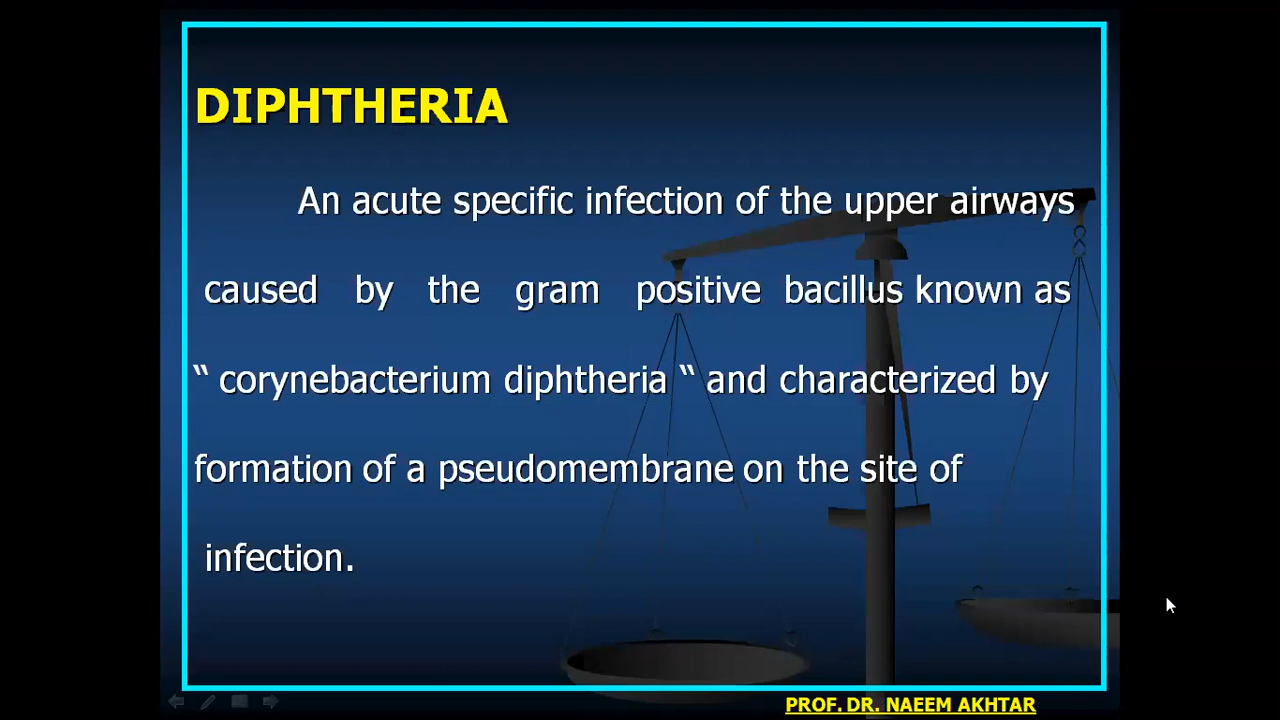 DIPHTHERIA
An acute specific infection of the upper airways
caused by the gram positive bacillus known as
“ corynebacterium diphtheria “ and characterized by
formation of a pseudomembrane on the site of
infection.
PROF. DR. NAEEM AKHTAR